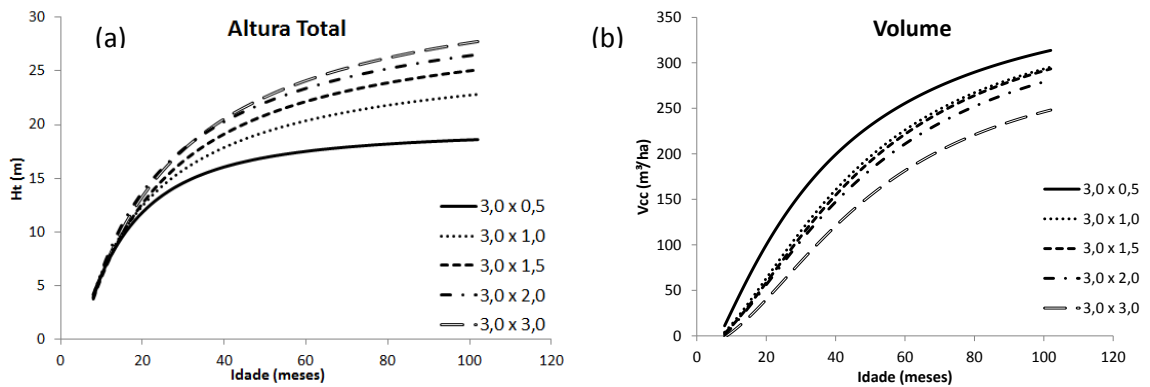 (a)
Altura Total
Ht (m)
30
25
20
15
10
5
0
0 20 40 60 80 100 120
Idade (meses)
3,0 x 0,5
3,0 x 1,0
3,0 x 1,5
3,0 x 2,0
3,0 x 3,0
(b)
Volume
Vcc (m³/ha)
350
300
250
200
150
100
50
0
0 20 40 60 80 100 120
Idade (meses)
3,0 x 0,5
3,0 x 1,0
3,0 x 1,5
3,0 x 2,0
3,0 x 3,0